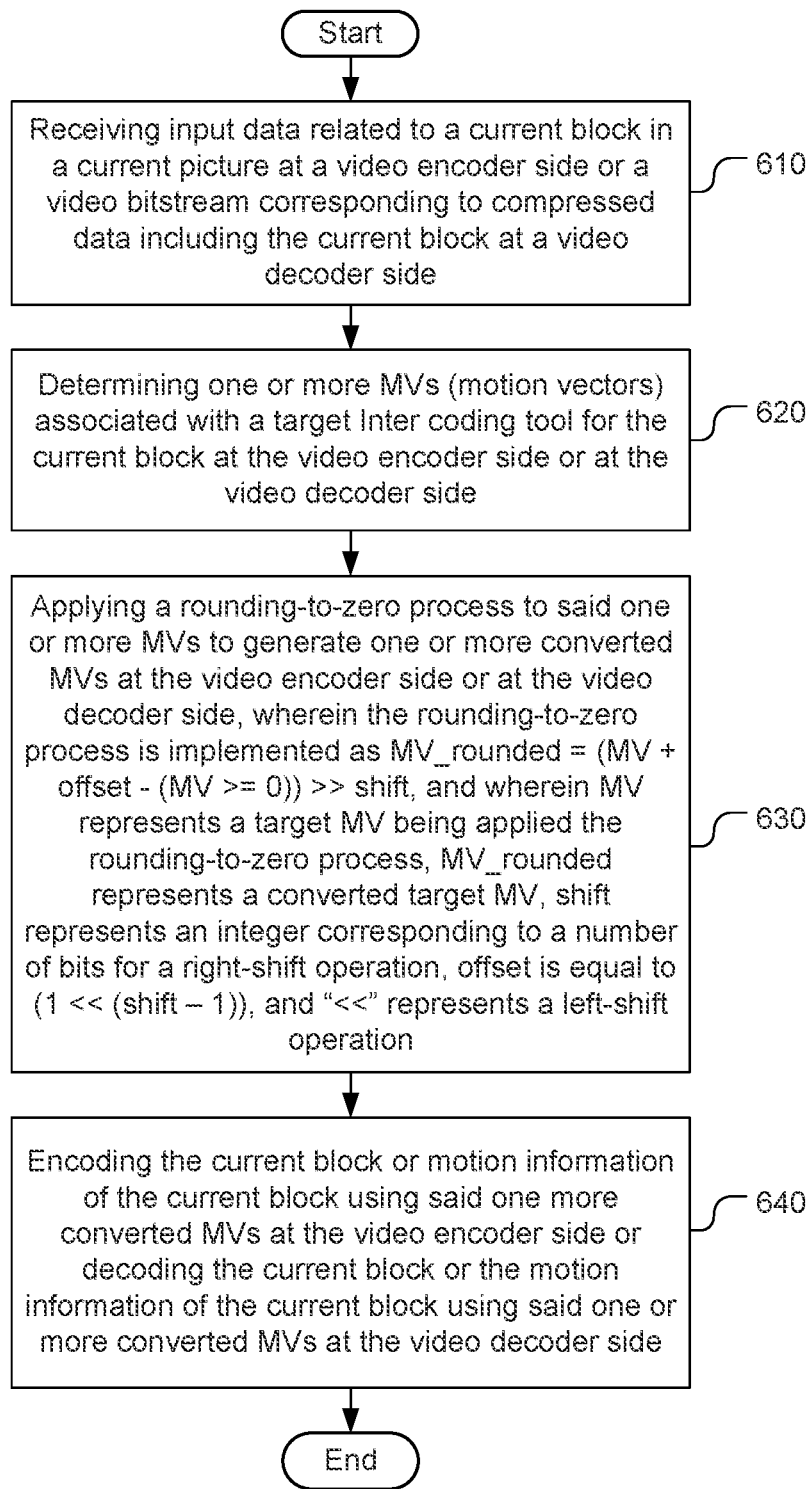 Start
Receiving input data related to a current block in
a current picture at a video encoder side or a
video bitstream corresponding to compressed
data including the current block at a video
decoder side
610
Determining one or more MVs (motion vectors)
associated with a target Inter coding tool for the
current block at the video encoder side or at the
video decoder side
620
Applying a rounding-to-zero process to said one
or more MVs to generate one or more converted
MVs at the video encoder side or at the video
decoder side, wherein the rounding-to-zero
process is implemented as MV_rounded = (MV +
offset - (MV >= 0)) >> shift, and wherein MV
represents a target MV being applied the
rounding-to-zero process, MV_rounded
represents a converted target MV, shift
represents an integer corresponding to a number
of bits for a right-shift operation, offset is equal to
(1 << (shift – 1)), and “<<” represents a left-shift
operation
630
Encoding the current block or motion information
of the current block using said one more
converted MVs at the video encoder side or
decoding the current block or the motion
information of the current block using said one or
more converted MVs at the video decoder side
640
End